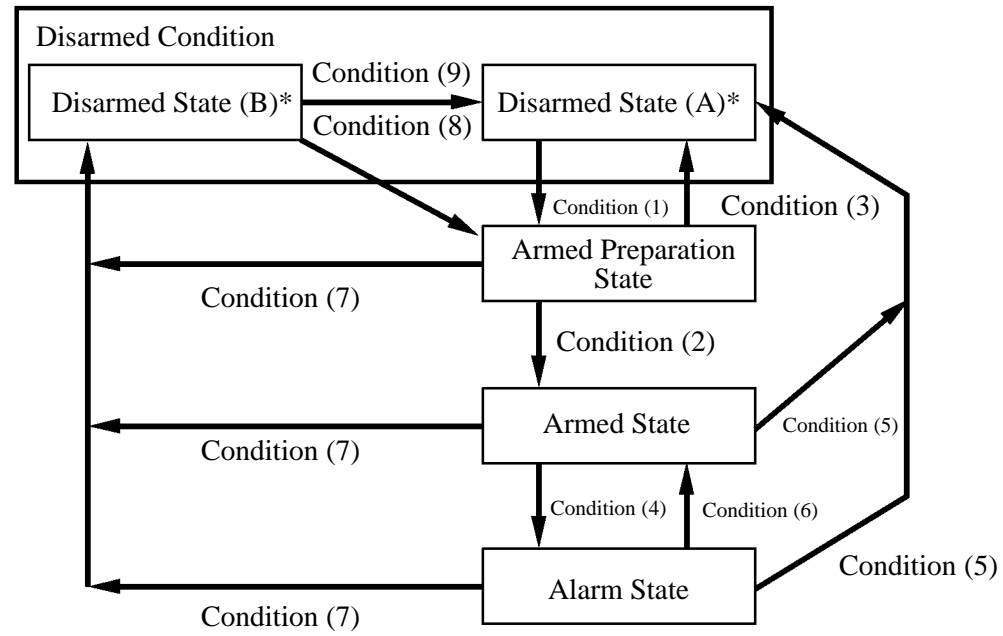 Disarmed Condition
Condition (9)
Disarmed State (B)*
Disarmed State (A)*
Condition (8)
Condition (1)
Condition (3)
Armed Preparation
State
Condition (7)
Condition (2)
Armed State
Condition (5)
Condition (7)
Condition (4)
Condition (6)
Condition (5)
Alarm State
Condition (7)